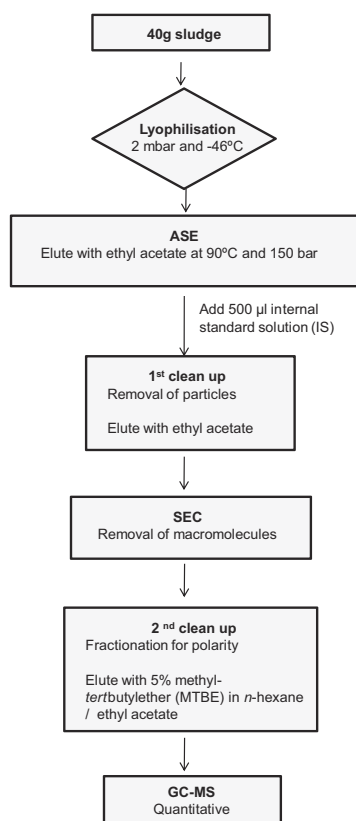 40g sludge
Lyophilisation
2 mbar and -46ºC
ASE
Elute with ethyl acetate at 90ºC and 150 bar
Add 500 µl internal
standard solution (IS)
1st clean up
Removal of particles
Elute with ethyl acetate
SEC
Removal of macromolecules
2 nd clean up
Fractionation for polarity
Elute with 5% methyl-
tertbutylether (MTBE) in n-hexane
/ ethyl acetate
GC-MS
Quantitative